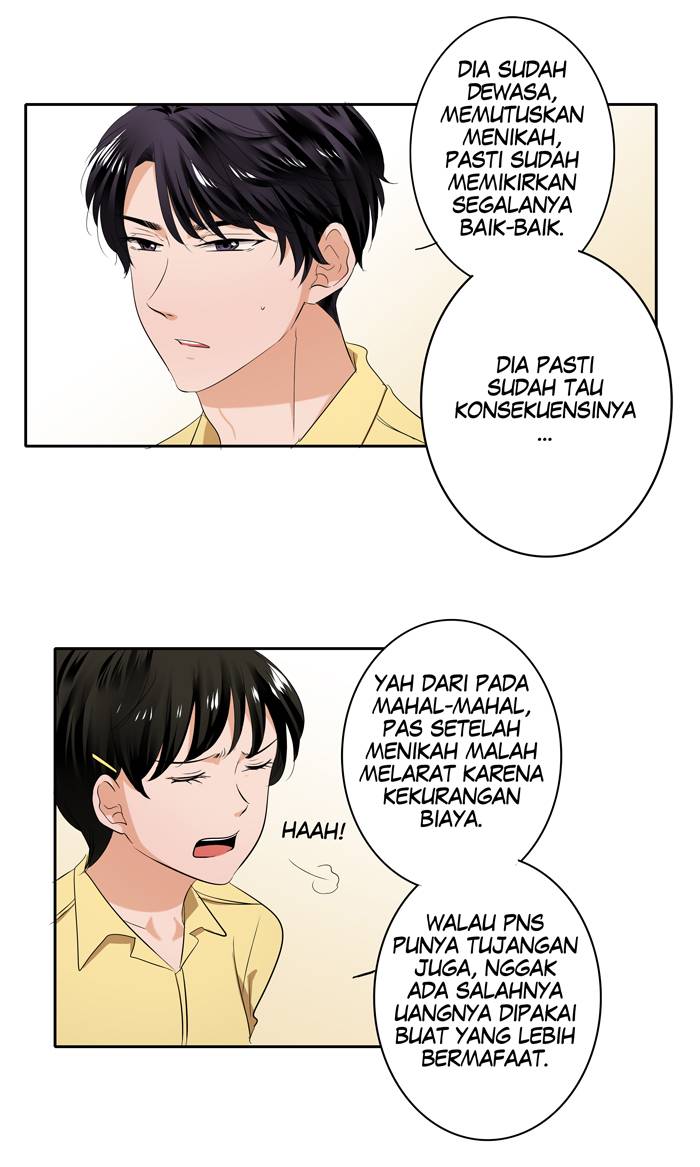 DIA SUDAH
DEWASA,
MEMUTUSKAN
MENIKAH,
PASTI SUDAH
MEMIKIRKAN
SEGALANYA
BAIK-BAIK.
DIA PASTI
SUDAH TAU
KONSEKUENSINYA
...
YAH DARI PADA
MAHAL-MAHAL,
PAS SETELAH
MENIKAH MALAH
MELARAT KARENA
KEKURANGAN
BIAYA.
HAAH!
WALAU PNS
PUNYA TUJANGAN
JUGA, NGGAK
ADA SALAHNYA
UANGNYA DIPAKAI
BUAT YANG LEBIH
BERMAFAAT.